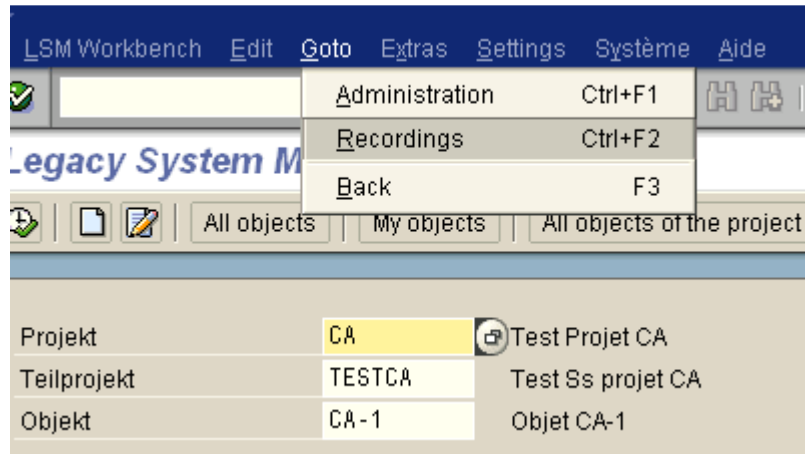 LSM Workbench Edit Goto Extras Settings Système Aide
Administration Ctrl+F1
Recordings Ctrl+F2
Legacy System M
Back F3
All objects My objects All objects of the project
Projekt CA Test Projet CA
Teilprojekt TESTCA Test Ss projet CA
Objekt CA-1 Objet CA-1